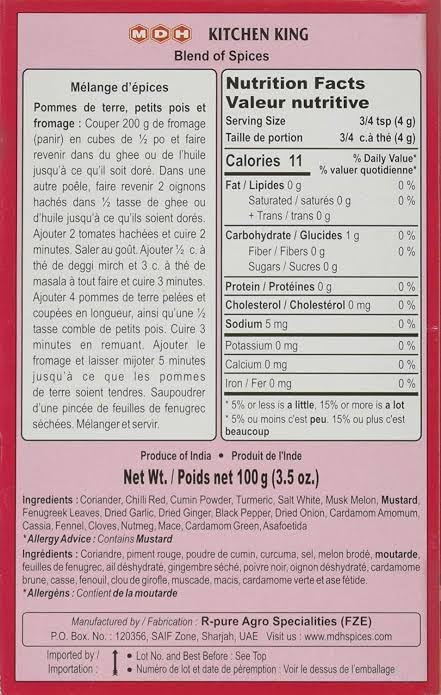 MDH KITCHEN KING
Blend of Spices
Mélange d'épices
Pommes de terre, petits pois et
fromage : Couper 200 g de fromage
(panir) en cubes de ½ po et faire
revenir dans du ghee ou de l'huile
jusqu'à ce qu'il soit doré. Dans une
autre poêle, faire revenir 2 oignons
hachés dans ½ tasse de ghee ou
d'huile jusqu'à ce qu'ils soient dorés.
Ajouter 2 tomates hachées et cuire 2
minutes. Saler au goût. Ajouter ½ c. à
thé de deggi mirch et 3 c. à thé de
masala à tout faire et cuire 3 minutes.
Ajouter 4 pommes de terre pelées et
coupées en longueur, ainsi qu'une ½
tasse comble de petits pois. Cuire 3
minutes en remuant. Ajouter le
fromage et laisser mijoter 5 minutes
jusqu'à ce que les pommes
de terre soient tendres. Saupoudrer
d'une pincée de feuilles de fenugrec
séchées. Mélanger et servir.
Nutrition Facts
Valeur nutritive
Serving Size 3/4 tsp (4 g)
Taille de portion 3/4 c.à thé (4 g)
Calories 11 % Daily Value*
% valuer quotidienne*
Fat / Lipides 0 g 0 %
Saturated / saturés 0 g 0 %
+ Trans / trans 0 g
Carbohydrate / Glucides 1 g 0 %
Fiber / Fibers 0 g 0 %
Sugars / Sucres 0 g
Protein / Protéines 0 g 0 %
Cholesterol / Cholestérol 0 mg 0 %
Sodium 5 mg 0 %
Potassium 0 mg 0 %
Calcium 0 mg 0 %
Iron / Fer 0 mg 0 %
* 5% or less is a little, 15% or more is a lot
* 5% ou moins c'est peu. 15% ou plus c'est
beaucoup
Produce of India • Produit de l'Inde
Net Wt. / Poids net 100 g (3.5 oz.)
Ingredients : Coriander, Chilli Red, Cumin Powder, Turmeric, Salt White, Musk Melon, Mustard,
Fenugreek Leaves, Dried Garlic, Dried Ginger, Black Pepper, Dried Onion, Cardamom Amomum,
Cassia, Fennel, Cloves, Nutmeg, Mace, Cardamom Green, Asafoetida
*Allergy Advice : Contains Mustard
Ingrédients : Coriandre, piment rouge, poudre de cumin, curcuma, sel, melon brodé, moutarde,
feuilles de fenugrec, ail déshydraté, gingembre séché, poivre noir, oignon déshydraté, cardamome
brune, casse, fenouil, clou de girofle, muscade, macis, cardamome verte et ase fétide.
*Allergèns : Contient de la moutarde
Manufactured by / Fabrication : R-pure Agro Specialities (FZE)
P.O. Box. No. : 120356, SAIF Zone, Sharjah, UAE Visit us : www.mdhspices.com
Imported by / • Lot No. and Best Before : See Top
Importation : • Numéro de lot et date de péremption : Voir le dessus de l'emballage